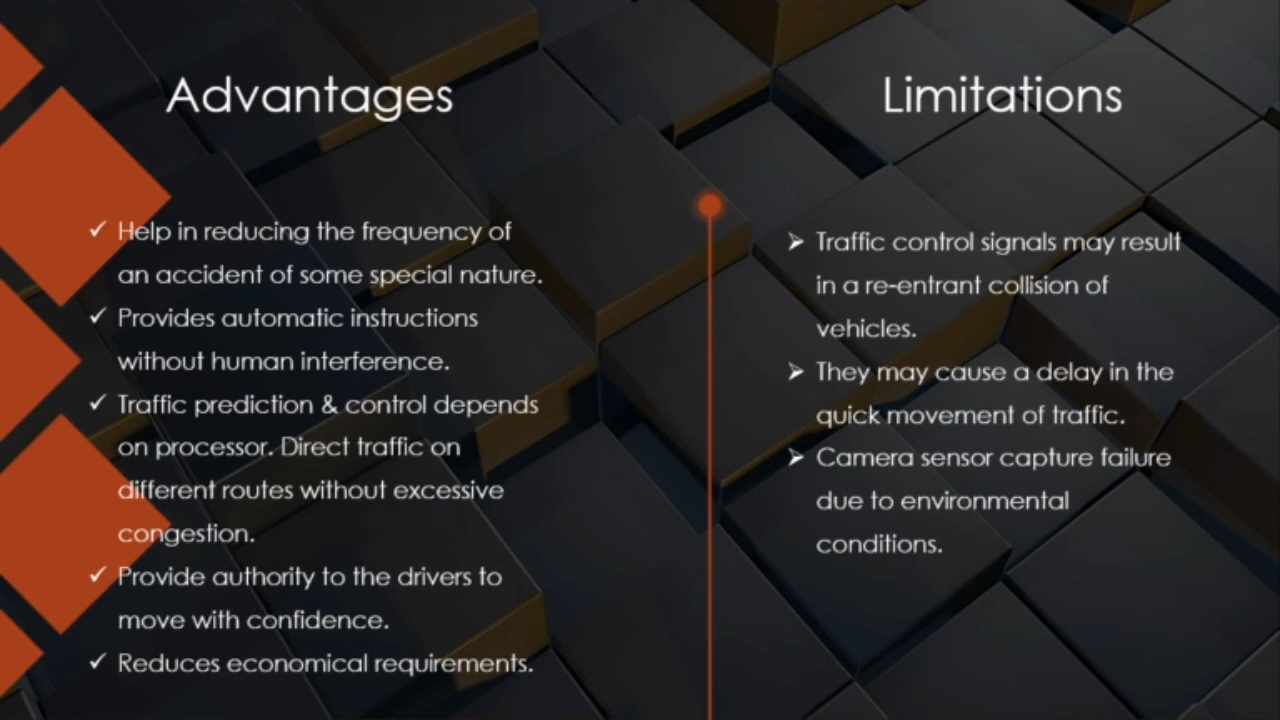 Advantages
Help in reducing the frequency of
an accident of some special nature.
Provides automatic instructions
without human interference.
Traffic prediction & control depends
on processor. Direct traffic on
different routes without excessive
congestion.
Provide authority to the drivers to
move with confidence.
Reduces economical requirements.
Limitations
Traffic control signals may result
in a re-entrant collision of
vehicles.
They may cause a delay in the
quick movement of traffic.
Camera sensor capture failure
due to environmental
conditions.